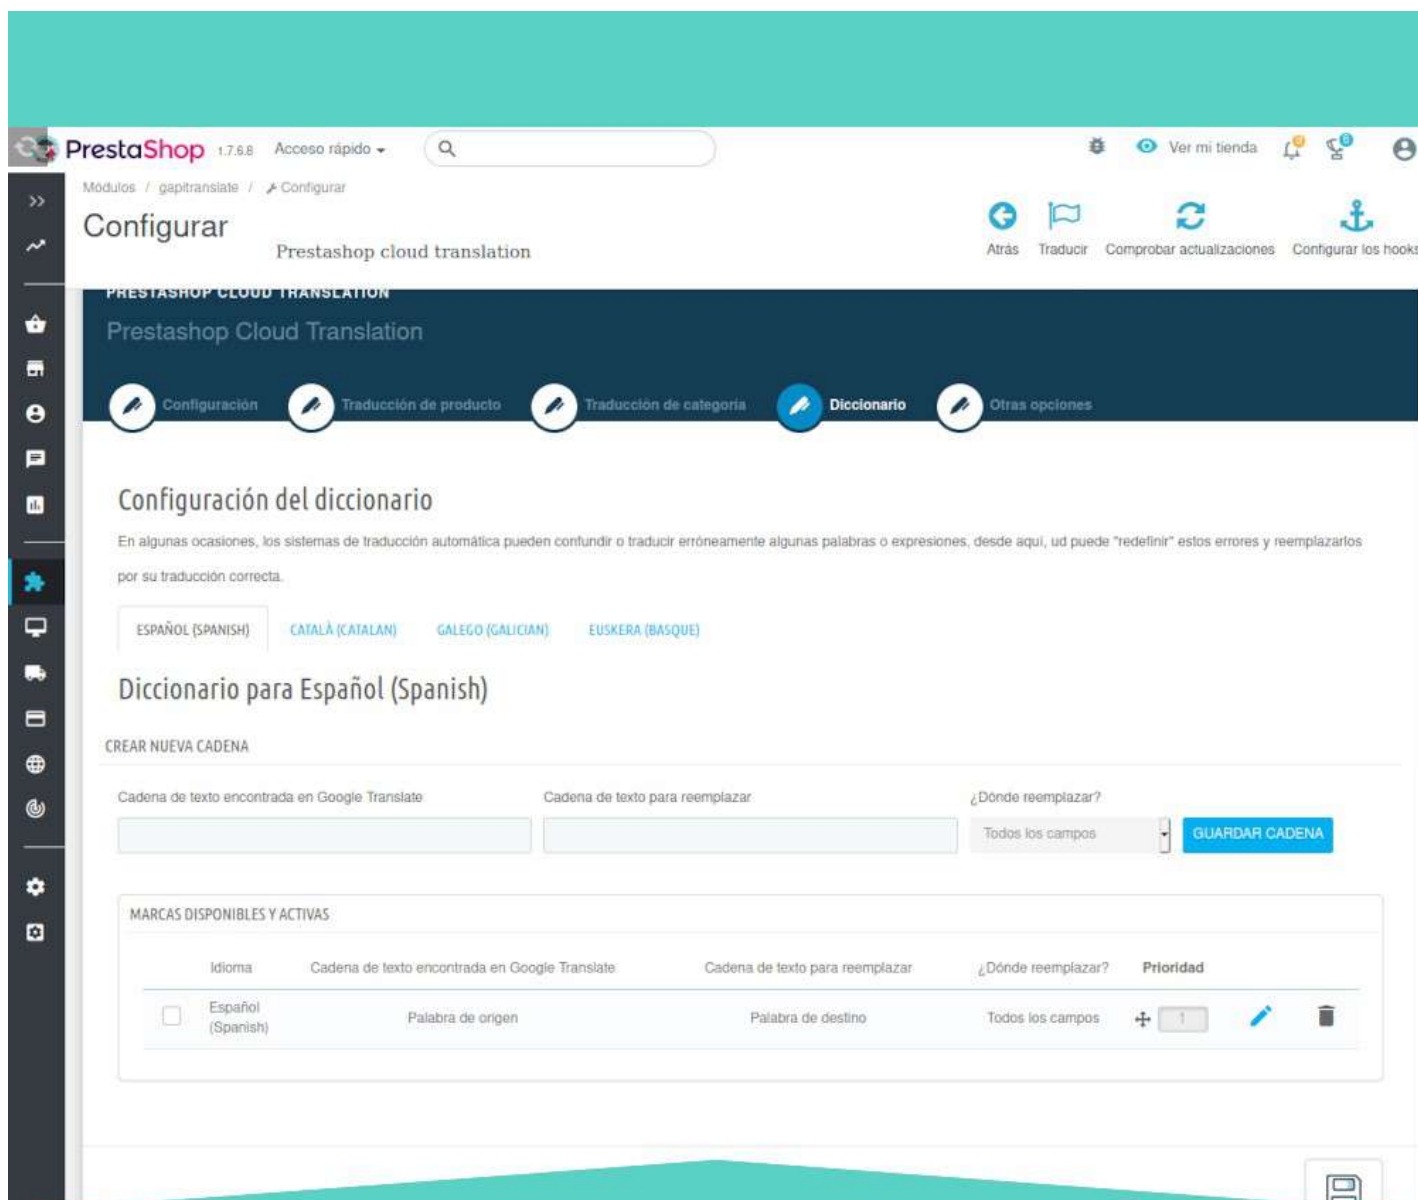 PrestaShop 1.7.6.8 Acceso rápido Ver mi tienda
Módulos / gapitranslate / Configurar
Configurar
Prestashop cloud translation
Atrás Traducir Comprobar actualizaciones Configurar los hooks
PRESTASHOP CLOUD TRANSLATION
Prestashop Cloud Translation
Configuración Traducción de producto Traducción de categoría Diccionario Otras opciones
Configuración del diccionario
En algunas ocasiones, los sistemas de traducción automática pueden confundir o traducir erróneamente algunas palabras o expresiones, desde aquí, ud puede "redefinir" estos errores y reemplazarlos
por su traducción correcta.
ESPAÑOL (SPANISH) CATALÀ (CATALAN) GALEGO (GALICIAN) EUSKERA (BASQUE)
Diccionario para Español (Spanish)
CREAR NUEVA CADENA
Cadena de texto encontrada en Google Translate Cadena de texto para reemplazar ¿Dónde reemplazar?
Todos los campos GUARDAR CADENA
MARCAS DISPONIBLES Y ACTIVAS
Idioma Cadena de texto encontrada en Google Translate Cadena de texto para reemplazar ¿Dónde reemplazar? Prioridad
Español
(Spanish) Palabra de origen Palabra de destino Todos los campos 1